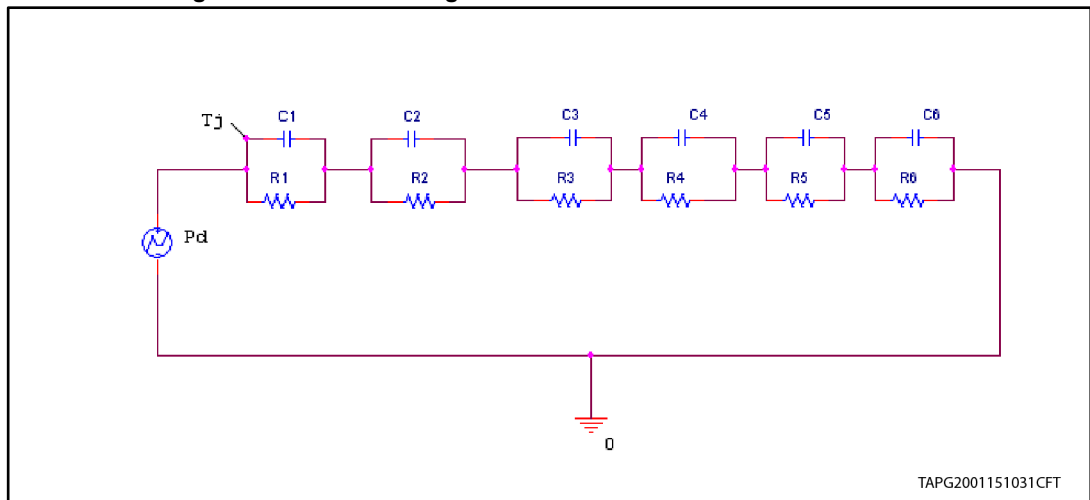 Tj
C1
C2
C3
C4
C5
C6
R1
R2
R3
R4
R5
R6
Pd
0
TAPG2001151031CFT